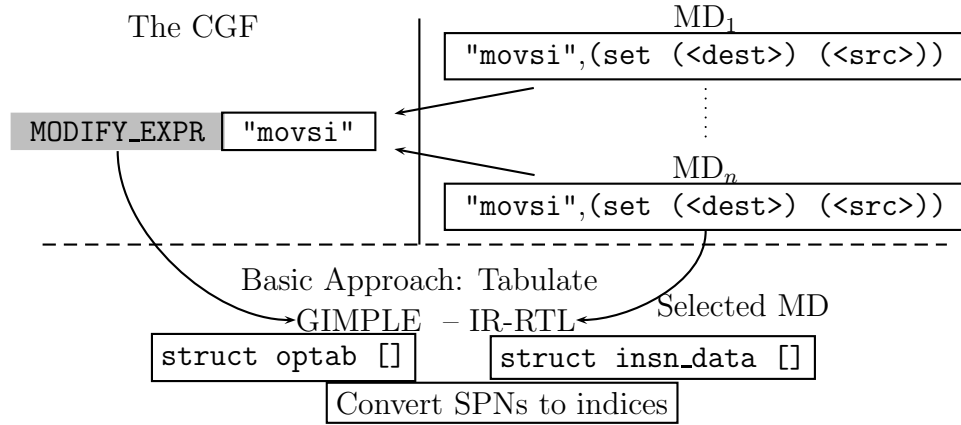 The CGF
MD₁
"movsi",(set (<dest>) (<src>))
MODIFY_EXPR "movsi"
MDₙ
"movsi",(set (<dest>) (<src>))
Basic Approach: Tabulate
Selected MD
GIMPLE – IR-RTL
struct optab []
struct insn_data []
Convert SPNs to indices